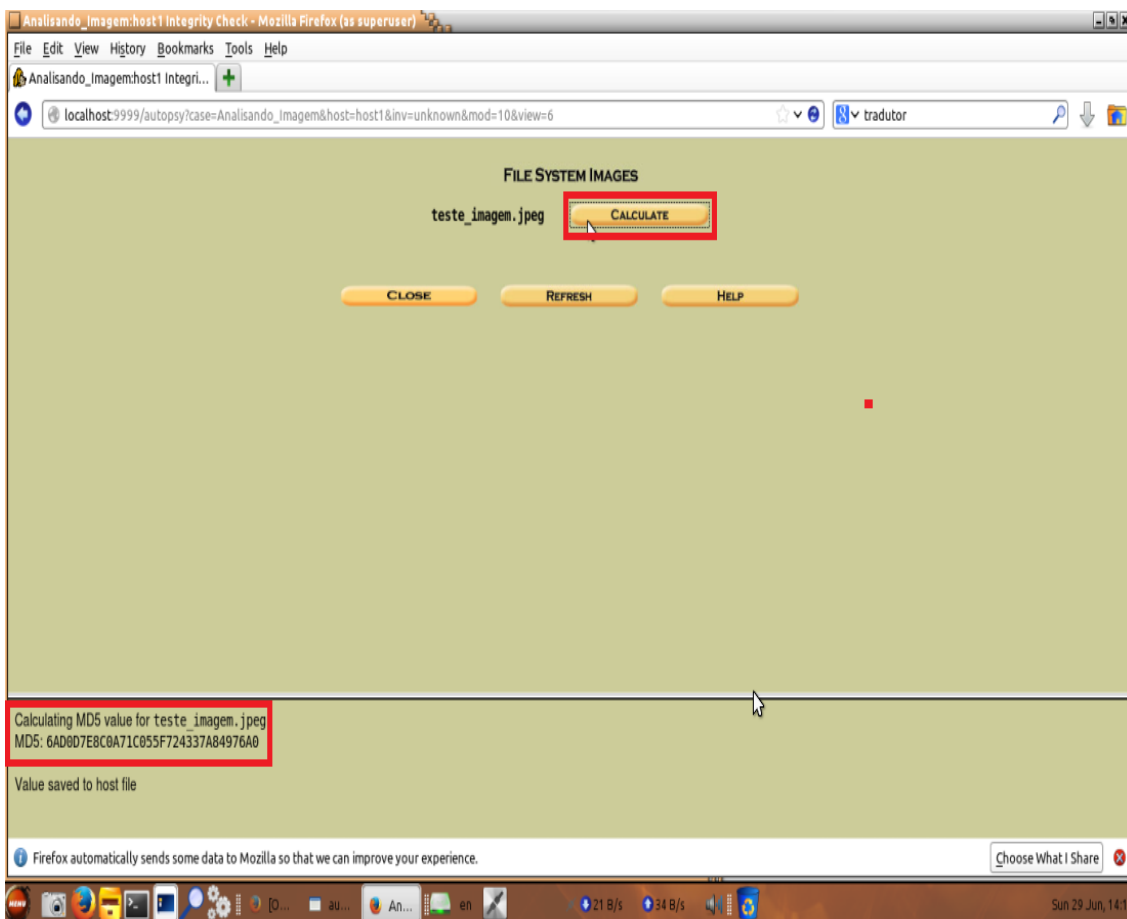 Analisando_Imagem:host1 Integrity Check - Mozilla Firefox (as superuser)
File Edit View History Bookmarks Tools Help
Analisando_Imagem:host1 Integri...
localhost:9999/autopsy?case=Analisando_Imagem&host=host1&inv=unknown&mod=10&view=6
tradutor
FILE SYSTEM IMAGES
teste_imagem.jpeg CALCULATE
CLOSE REFRESH HELP
Calculating MD5 value for teste_imagem.jpeg
MD5: 6AD0D7E8C0A71C055F724337A84976A0
Value saved to host file
Firefox automatically sends some data to Mozilla so that we can improve your experience.
Choose What I Share
MENU [O... au... An... en 21 B/s 34 B/s Sun 29 Jun, 14:1